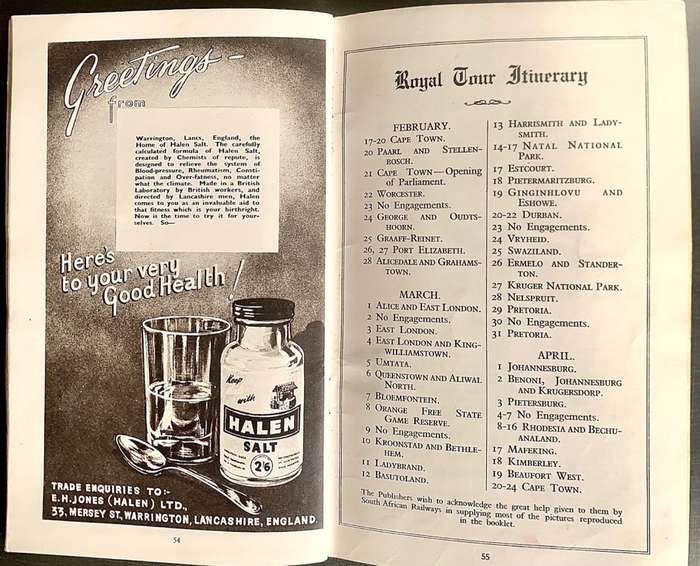 Greetings-
from
Warrington, Lancs, England, the
Home of Halen Salt. The carefully
calculated formula of Halen Salt,
created by Chemists of repute, is
designed to relieve the system of
Blood-pressure, Rheumatism, Consti-
pation and Over-fatness, no matter
what the climate. Made in a British
Laboratory by British workers, and
directed by Lancashire men, Halen
comes to you as an invaluable aid to
that fitness which is your birthright.
Now is the time to try it for your-
selves. So—
Here's
to your very
Good Health!
Keep
with
HALEN
SALT
2/6
TRADE ENQUIRIES TO:-
E.H. JONES (HALEN) LTD.,
33, MERSEY ST, WARRINGTON, LANCASHIRE, ENGLAND.
54
Royal Tour Itinerary
FEBRUARY.
17-20 CAPE TOWN.
20 PAARL AND STELLEN-
BOSCH.
21 CAPE TOWN—Opening
of Parliament.
22 WORCESTER.
23 No Engagements.
24 GEORGE AND OUDTS-
HOORN.
25 GRAAFF-REINET.
26, 27 PORT ELIZABETH.
28 ALICEDALE AND GRAHAMS-
TOWN.
MARCH.
1 ALICE AND EAST LONDON.
2 No Engagements.
3 EAST LONDON.
4 EAST LONDON AND KING-
WILLIAMSTOWN.
5 UMTATA.
6 QUEENSTOWN AND ALIWAL
NORTH.
7 BLOEMFONTEIN.
8 ORANGE FREE STATE
GAME RESERVE.
9 No Engagements.
10 KROONSTAD AND BETHLE-
HEM.
11 LADYBRAND.
12 BASUTOLAND.
13 HARRISMITH AND LADY-
SMITH.
14-17 NATAL NATIONAL
PARK.
17 ESTCOURT.
18 PIETERMARITZBURG.
19 GINGINHLOVU AND
ESHOWE.
20-22 DURBAN.
23 No Engagements.
24 VRYHEID.
25 SWAZILAND.
26 ERMELO AND STANDER-
TON.
27 KRUGER NATIONAL PARK.
28 NELSPRUIT.
29 PRETORIA.
30 No Engagements.
31 PRETORIA.
APRIL.
1 JOHANNESBURG.
2 BENONI, JOHANNESBURG
AND KRUGERSDORP.
3 PIETERSBURG.
4-7 No Engagements.
8-16 RHODESIA AND BECHU-
ANALAND.
17 MAFEKING.
18 KIMBERLEY.
19 BEAUFORT WEST.
20-24 CAPE TOWN.
The Publishers wish to acknowledge the great help given to them by
South African Railways in supplying most of the pictures reproduced
in the booklet.
55